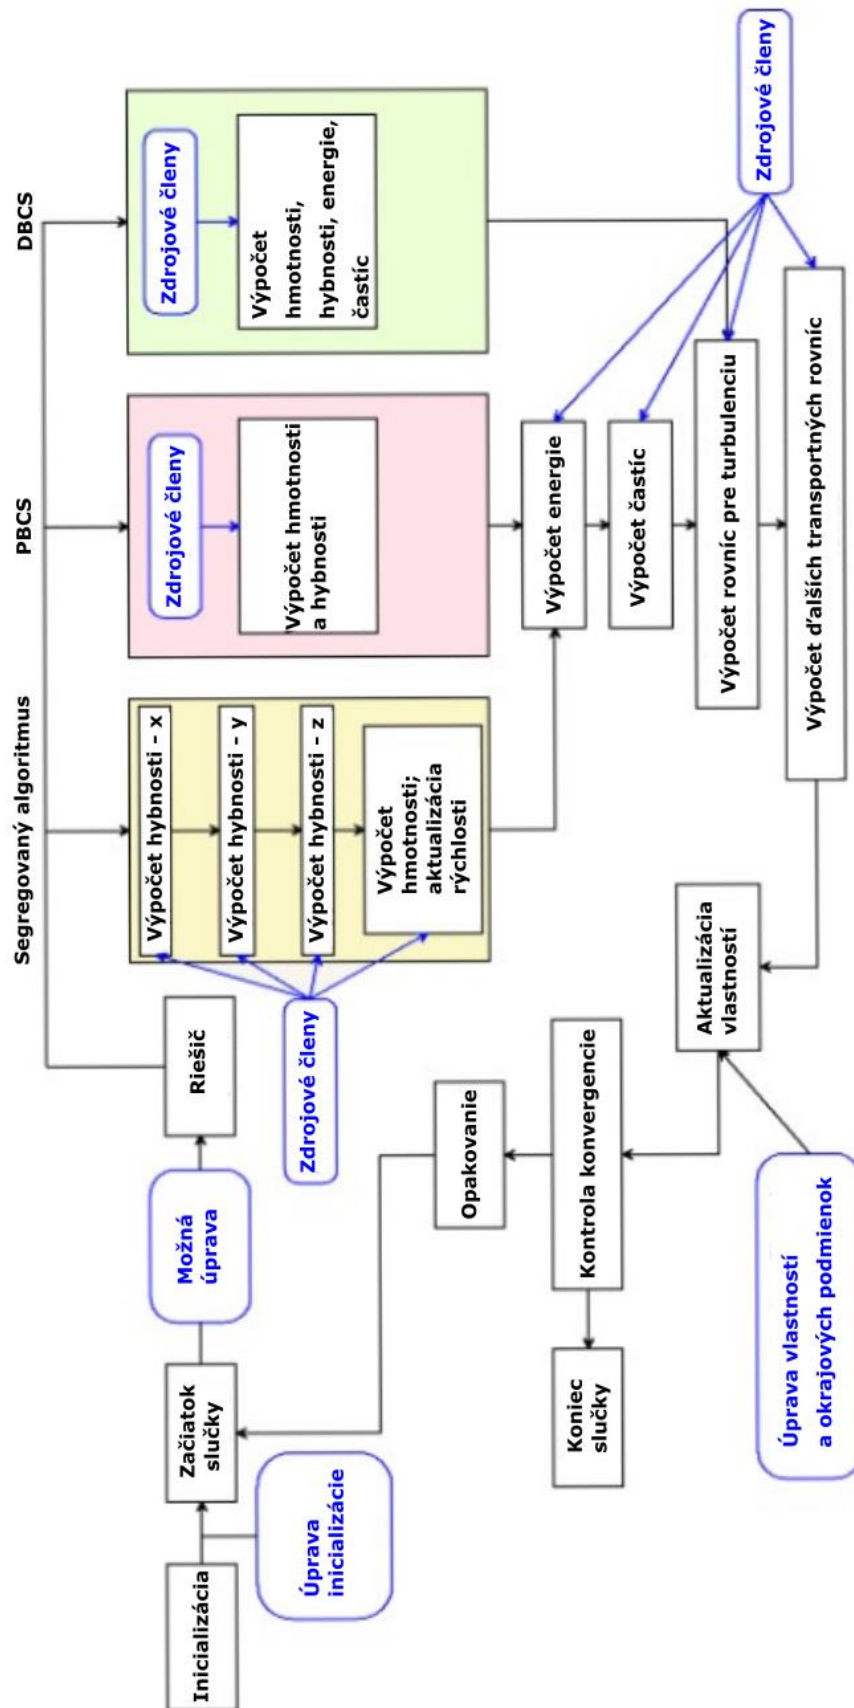 Segregovaný algoritmus
PBCS
DBCS
Inicializácia
Úprava
inicializácie
Začiatok
slučky
Možná
úprava
Riešič
Výpočet hybnosti - x
Výpočet hybnosti - y
Výpočet hybnosti - z
Výpočet
hmotnosti;
aktualizácia
rýchlosti
Zdrojové členy
Zdrojové členy
Výpočet hmotnosti
a hybnosti
Zdrojové členy
Výpočet
hmotnosti,
hybnosti, energie,
častíc
Výpočet energie
Výpočet častíc
Výpočet rovníc pre turbulenciu
Výpočet ďalších transportných rovníc
Zdrojové členy
Aktualizácia
vlastností
Úprava vlastností
a okrajových podmienok
Kontrola konvergencie
Opakovanie
Koniec
slučky